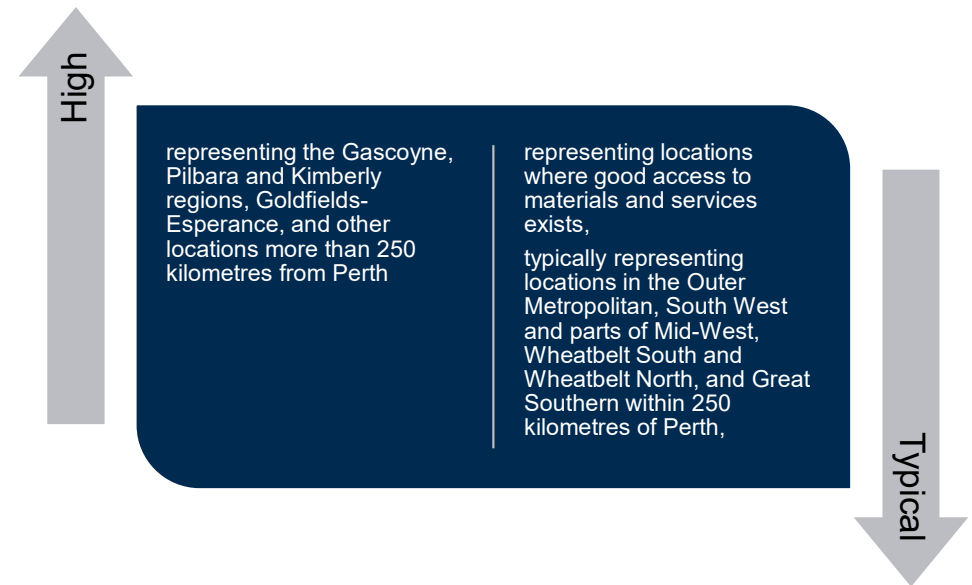 High
representing the Gascoyne,
Pilbara and Kimberly
regions, Goldfields-
Esperance, and other
locations more than 250
kilometres from Perth
representing locations
where good access to
materials and services
exists,
typically representing
locations in the Outer
Metropolitan, South West
and parts of Mid-West,
Wheatbelt South and
Wheatbelt North, and Great
Southern within 250
kilometres of Perth,
Typical